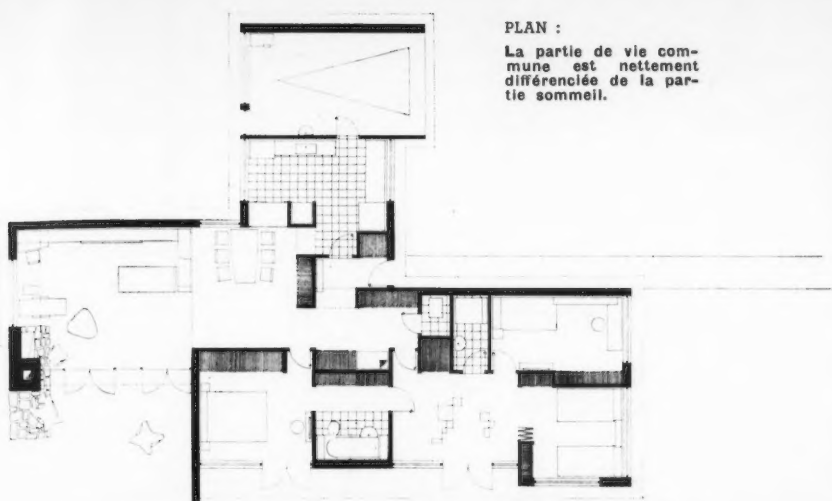 PLAN :
La partie de vie com-
mune est nettement
différenciée de la par-
tie sommeil.